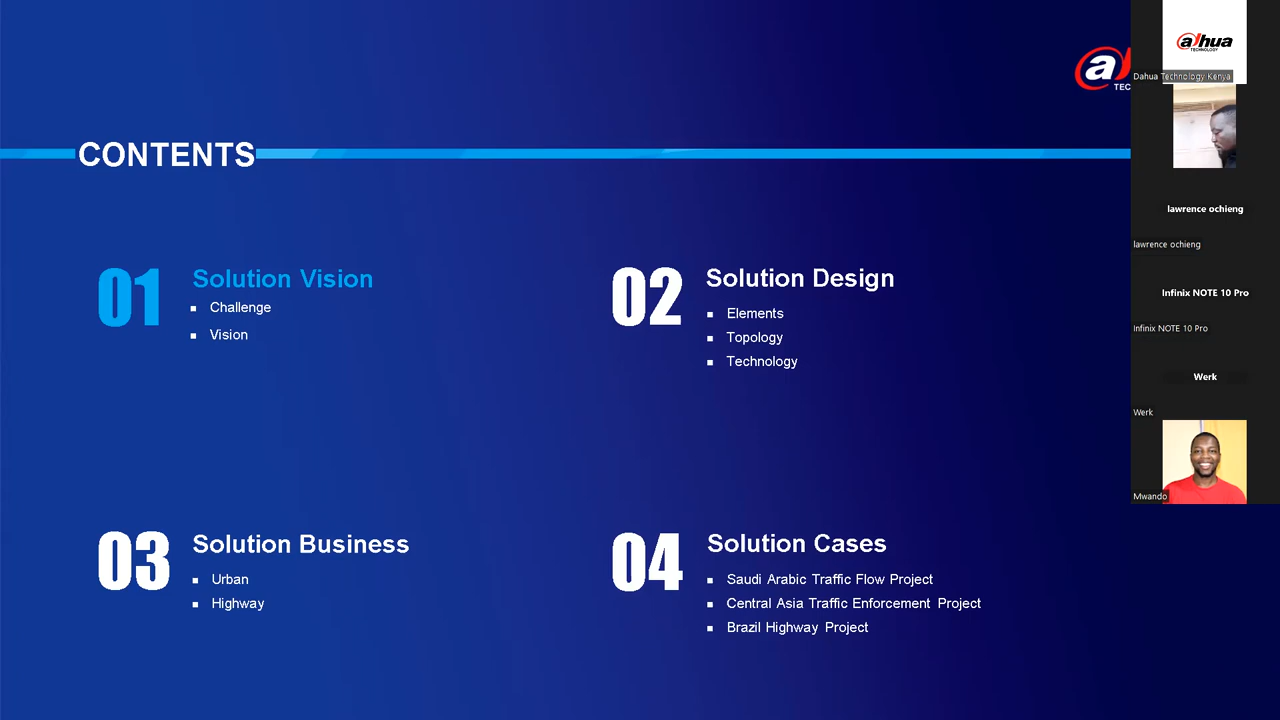 CONTENTS
01
Solution Vision
Challenge
Vision
02
Solution Design
Elements
Topology
Technology
03
Solution Business
Urban
Highway
04
Solution Cases
Saudi Arabic Traffic Flow Project
Central Asia Traffic Enforcement Project
Brazil Highway Project
a
TEC
alhua
TECHNOLOGY
Dahua Technology Kenya
lawrence ochieng
lawrence ochieng
Infinix NOTE 10 Pro
Infinix NOTE 10 Pro
Werk
Werk
Mwando